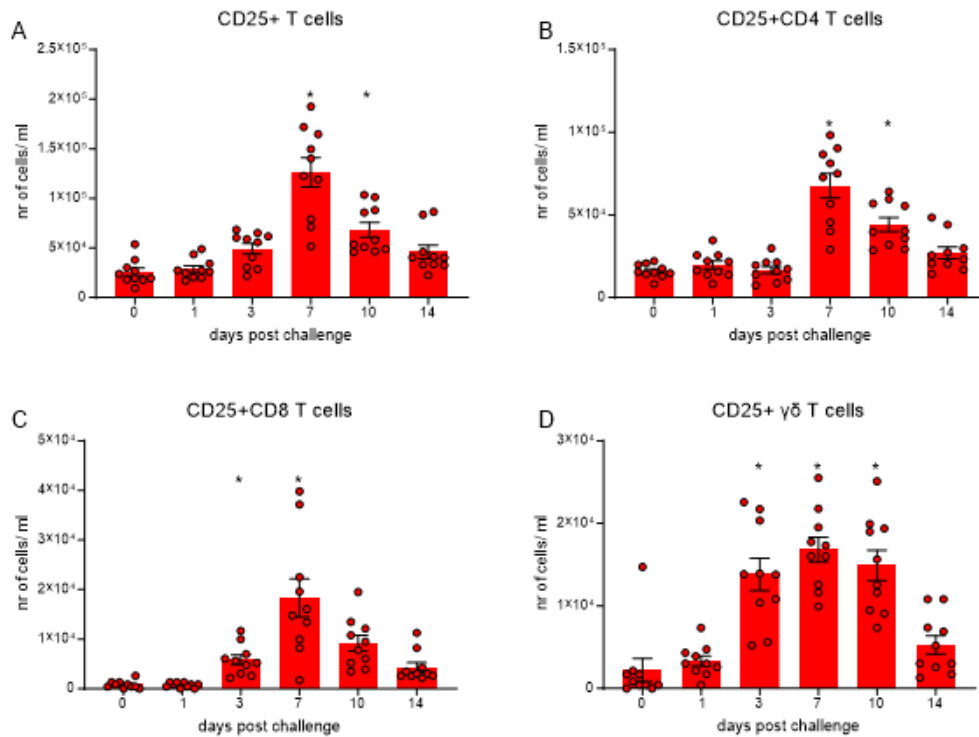 A
CD25+ T cells
nr of cells/ ml
2.5×10⁵
2×10⁵
1.5×10⁵
1×10⁵
5×10⁴
0
* *
0 1 3 7 10 14
days post challenge
B
CD25+CD4 T cells
nr of cells/ ml
1.5×10⁵
1×10⁵
5×10⁴
0
* *
0 1 3 7 10 14
days post challenge
C
CD25+CD8 T cells
nr of cells/ ml
5×10⁴
4×10⁴
3×10⁴
2×10⁴
1×10⁴
0
* *
0 1 3 7 10 14
days post challenge
D
CD25+ γδ T cells
nr of cells/ ml
3×10⁴
2×10⁴
1×10⁴
0
* * *
0 1 3 7 10 14
days post challenge